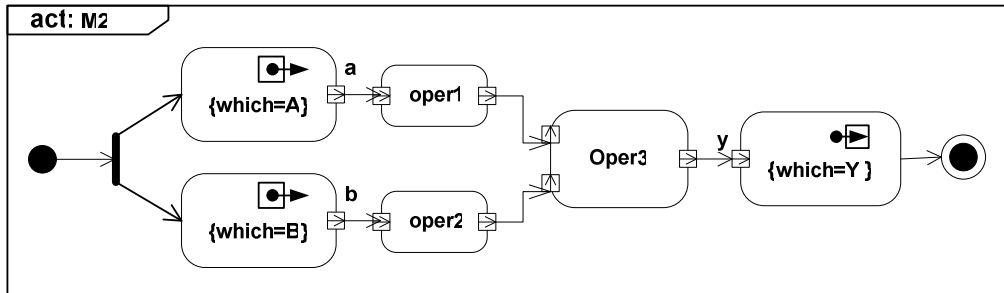 act: M2
a
{which=A}
oper1
y
Oper3
{which=Y }
b
{which=B}
oper2